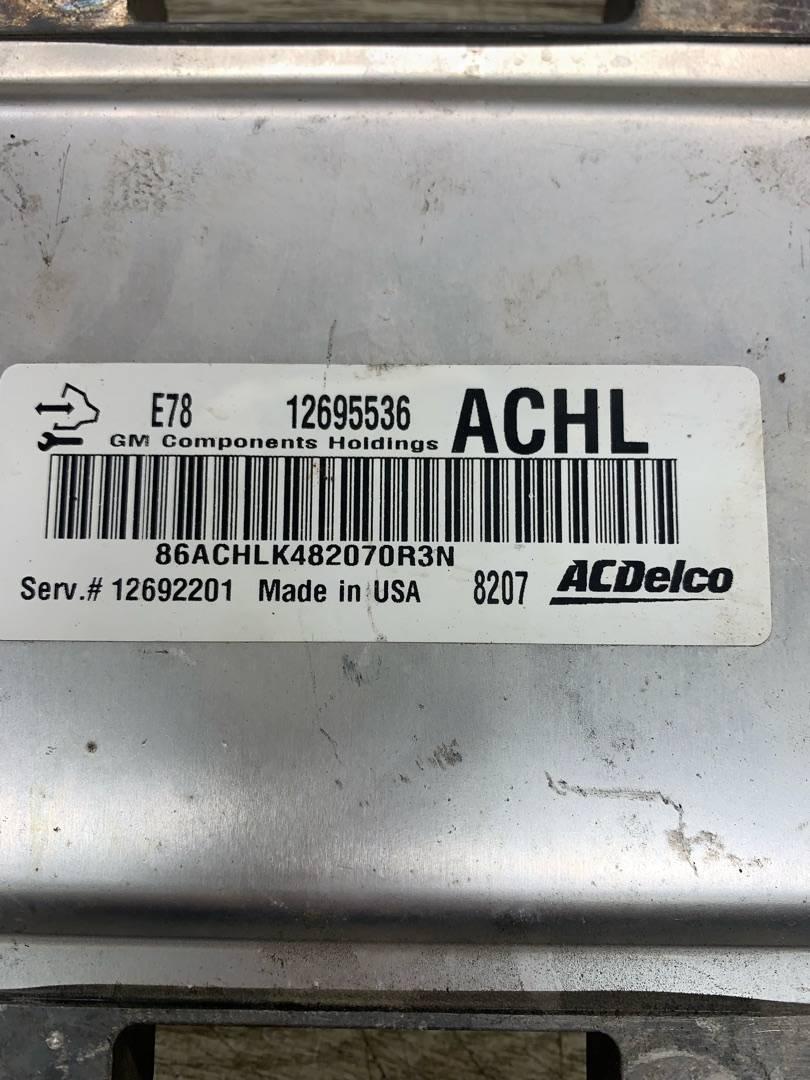 E78 12695536 ACHL
GM Components Holdings
86ACHLK482070R3N
Serv.# 12692201 Made in USA 8207 ACDelco